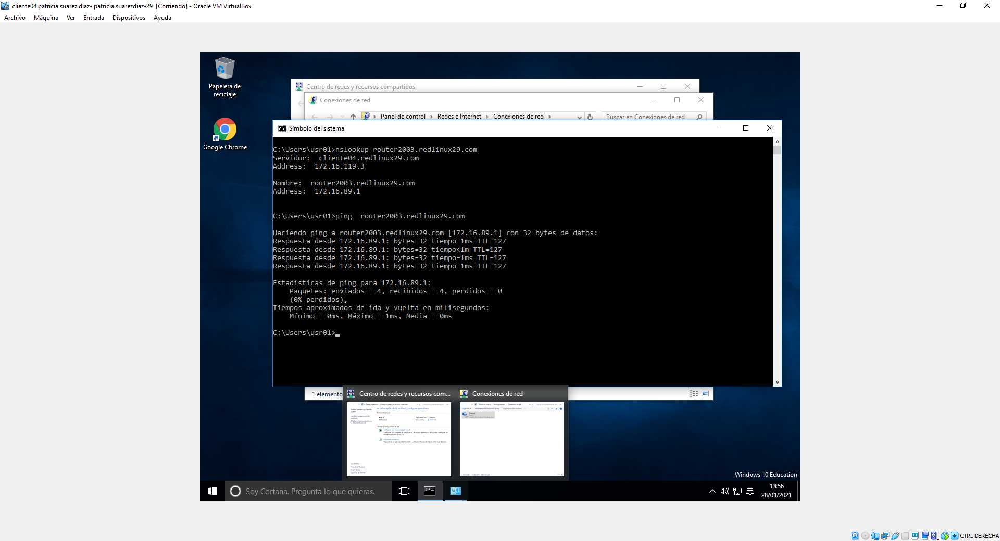 cliente04 patricia suarez diaz- patricia.suarezdiaz-29  [Corriendo] - Oracle VM VirtualBox
Archivo Máquina Ver Entrada Dispositivos Ayuda
Papelera de
reciclaje
Google Chrome
Centro de redes y recursos compartidos
Conexiones de red
Panel de control › Redes e Internet › Conexiones de red ›
Buscar en Conexiones de red
Símbolo del sistema
C:\Users\usr01>nslookup router2003.redlinux29.com
Servidor:  cliente04.redlinux29.com
Address:  172.16.119.3
Nombre:  router2003.redlinux29.com
Address:  172.16.89.1
C:\Users\usr01>ping  router2003.redlinux29.com
Haciendo ping a router2003.redlinux29.com [172.16.89.1] con 32 bytes de datos:
Respuesta desde 172.16.89.1: bytes=32 tiempo=1ms TTL=127
Respuesta desde 172.16.89.1: bytes=32 tiempo<1m TTL=127
Respuesta desde 172.16.89.1: bytes=32 tiempo=1ms TTL=127
Respuesta desde 172.16.89.1: bytes=32 tiempo=1ms TTL=127
Estadísticas de ping para 172.16.89.1:
    Paquetes: enviados = 4, recibidos = 4, perdidos = 0
    (0% perdidos),
Tiempos aproximados de ida y vuelta en milisegundos:
    Mínimo = 0ms, Máximo = 1ms, Media = 0ms
C:\Users\usr01>_
1 elemento
Centro de redes y recursos com...
Conexiones de red
Windows 10 Education
Soy Cortana. Pregunta lo que quieras.
13:56
28/01/2021
CTRL DERECHA